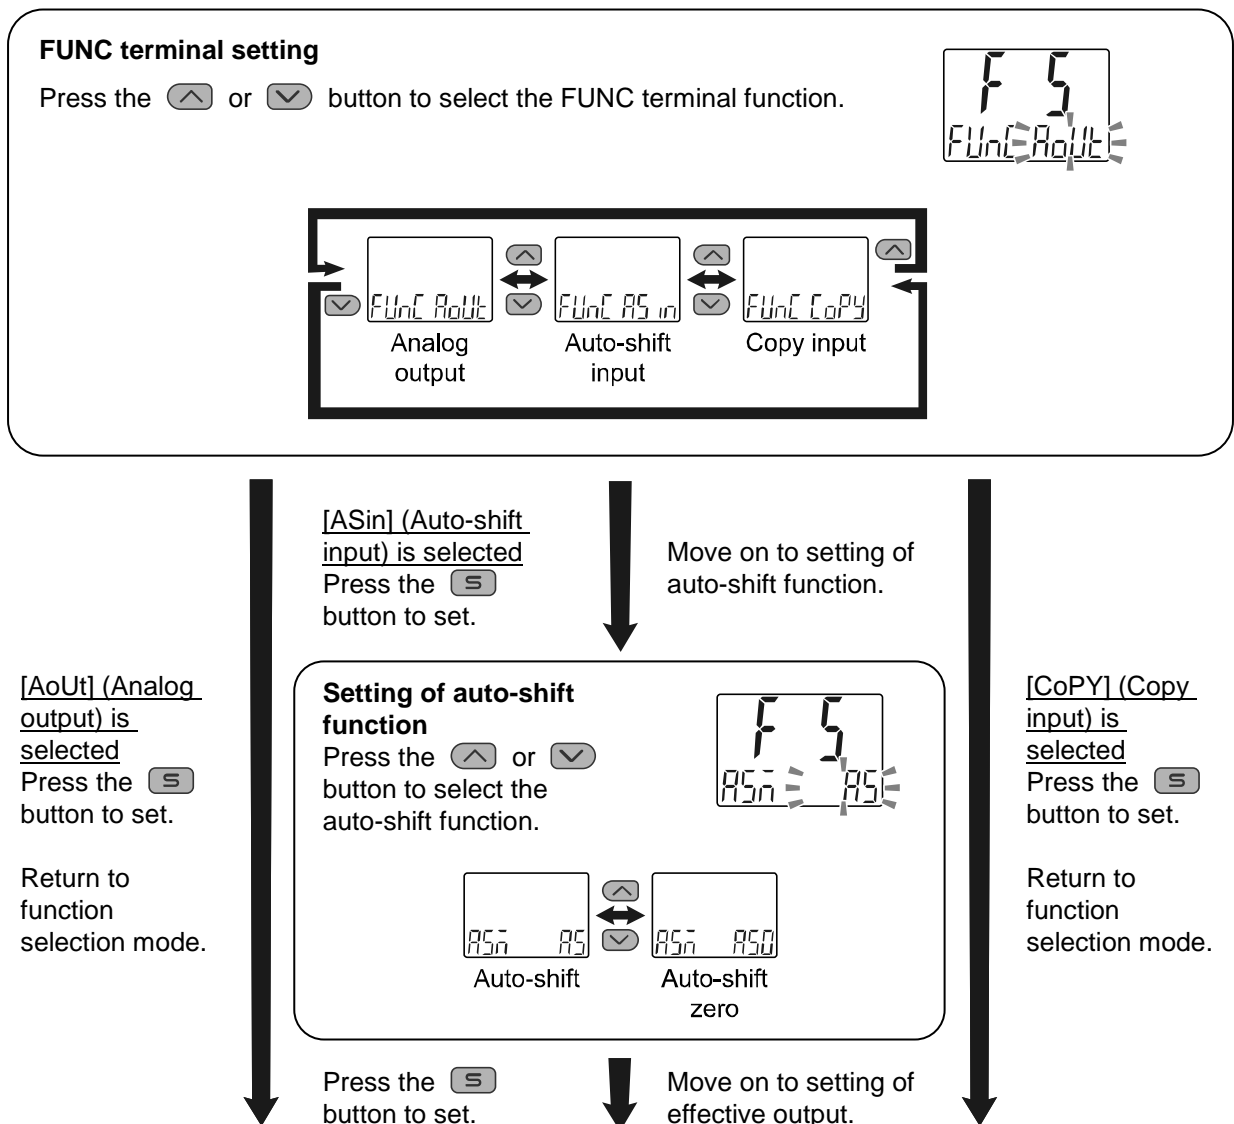 FUNC terminal setting
Press the or button to select the FUNC terminal function.
F 5
FUnC AoUt
FUnC AoUt
FUnC ASin
FUnC CoPY
Analog
output
Auto-shift
input
Copy input
[ASin] (Auto-shift
input) is selected
Press the S
button to set.
Move on to setting of
auto-shift function.
[AoUt] (Analog
output) is
selected
Press the S
button to set.
Return to
function
selection mode.
Setting of auto-shift
function
Press the or
button to select the
auto-shift function.
F 5
AS
AS
AS0
Auto-shift
Auto-shift
zero
[CoPY] (Copy
input) is
selected
Press the S
button to set.
Return to
function
selection mode.
Press the S
button to set.
Move on to setting of
effective output.